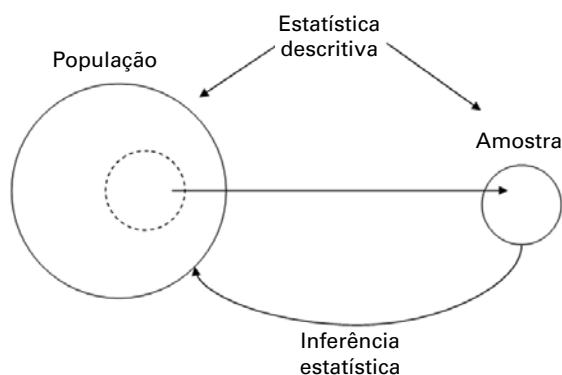 Estatística
descritiva
População
Amostra
Inferência
estatística